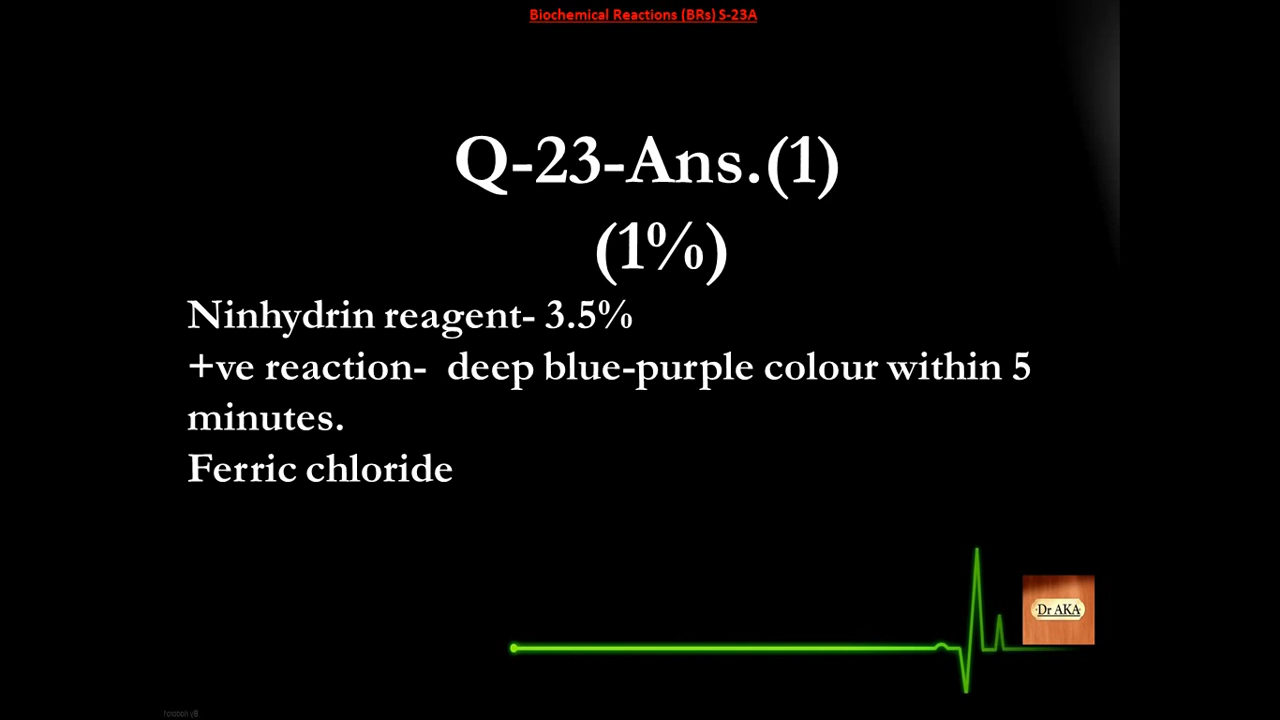 Biochemical Reactions (BRs) S-23A
Q-23-Ans.(1)
(1%)
Ninhydrin reagent- 3.5%
+ve reaction-  deep blue-purple colour within 5
minutes.
Ferric chloride
Dr AKA